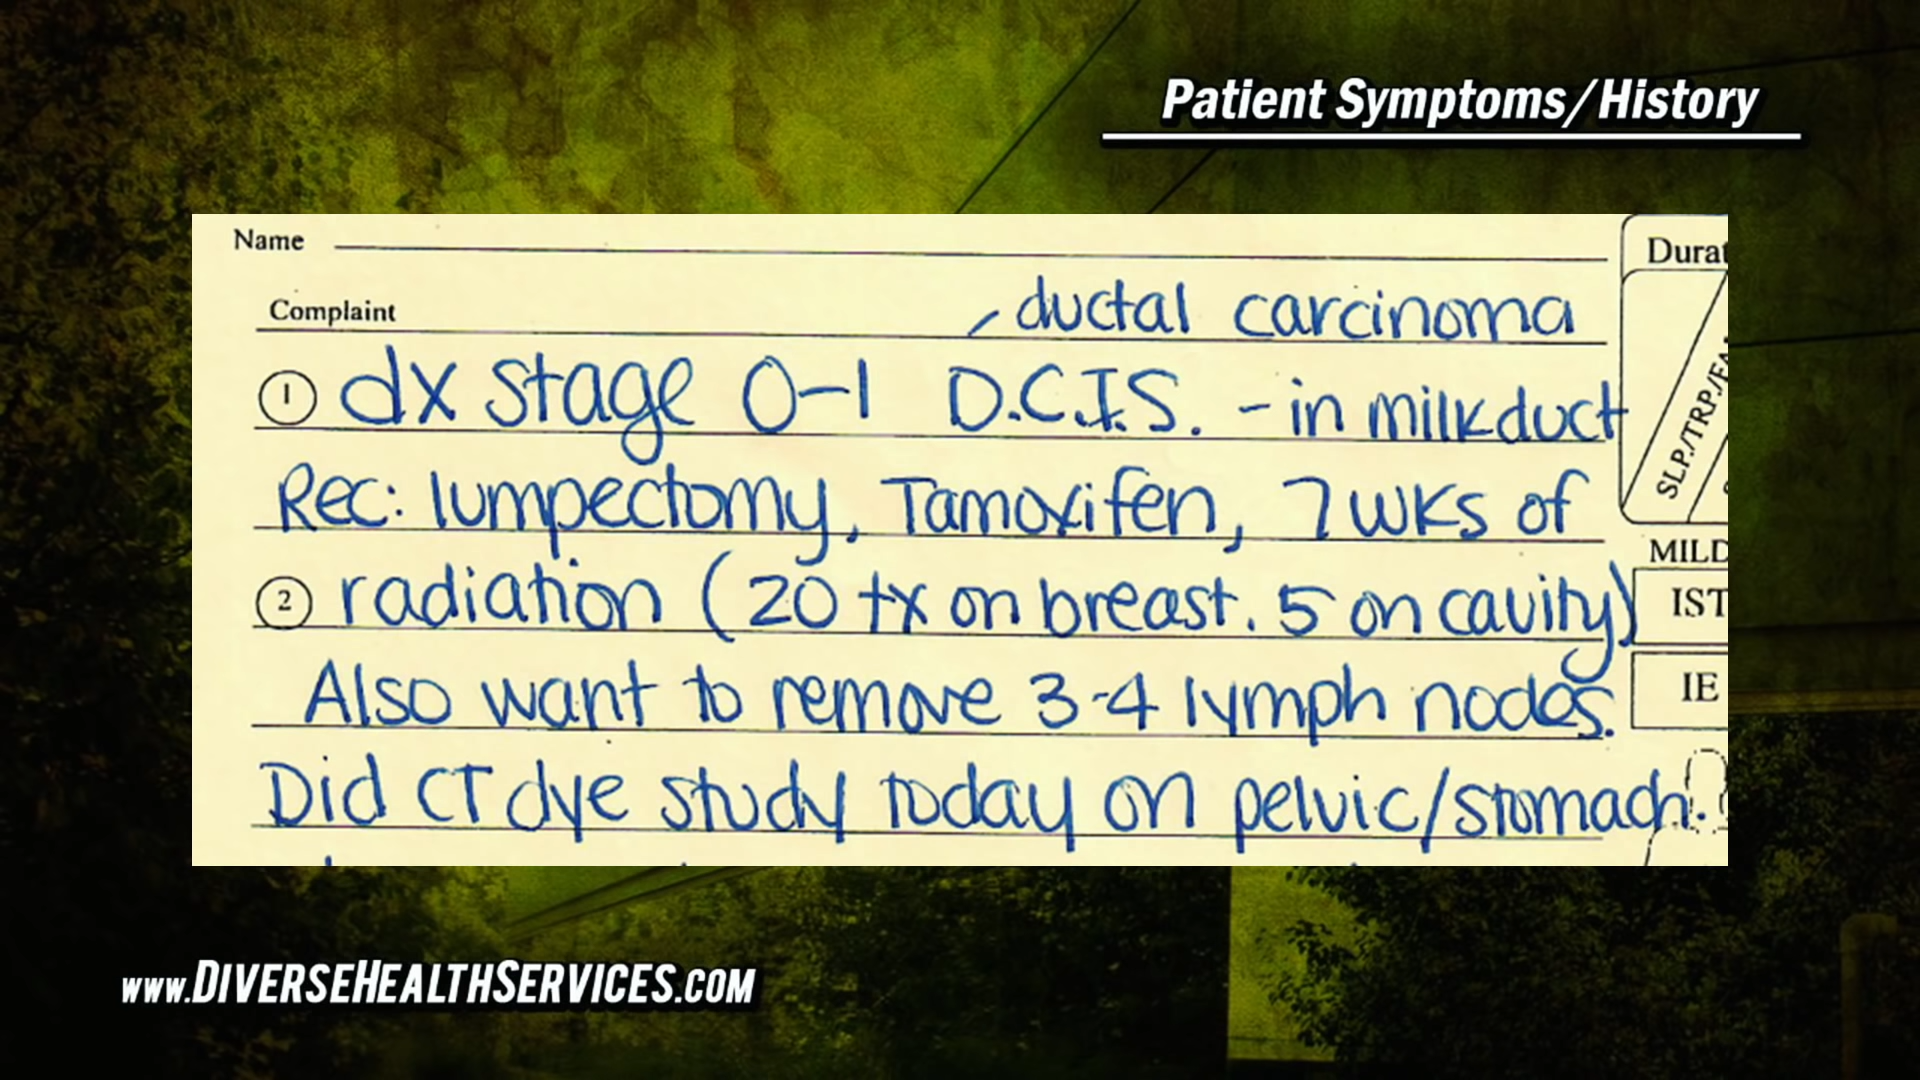 Patient Symptoms/History
Name
Durat
Complaint
, ductal carcinoma
① dx stage 0-1 D.C.I.S. - in milkduct
SLP./TRP./FA
Rec: lumpectomy, Tamoxifen, 7 wks of
MILD
② radiation (20 tx on breast. 5 on cavity)
IST
Also want to remove 3-4 lymph nodes.
IE
Did CT dye study today on pelvic/stomach.
www.DiverseHealthServices.com